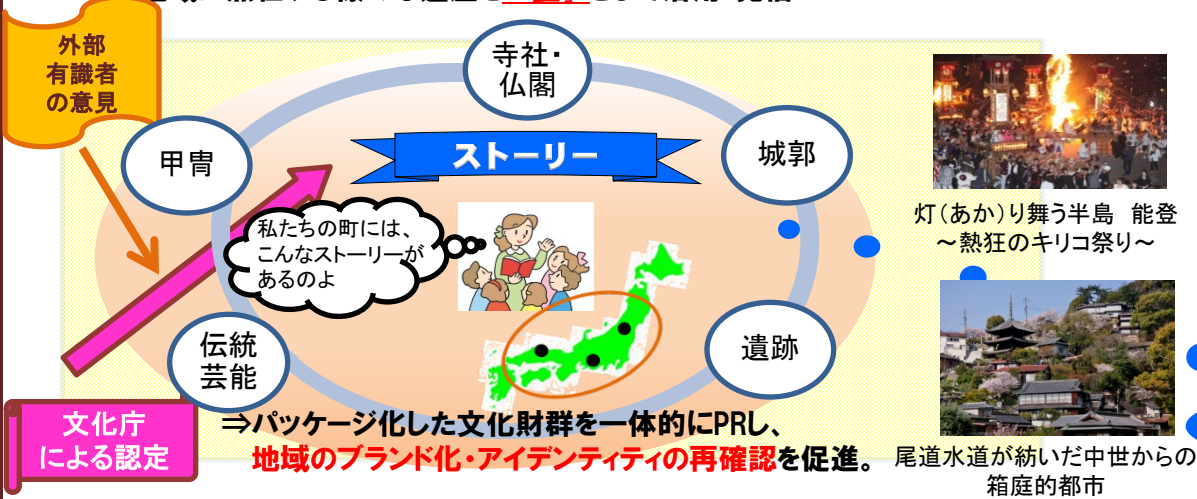 外部
有識者
の意見
寺社・
仏閣
甲冑
ストーリー
城郭
私たちの町には、
こんなストーリーが
あるのよ
灯（あか）り舞う半島　能登
～熱狂のキリコ祭り～
伝統
芸能
遺跡
文化庁
による認定
⇒パッケージ化した文化財群を一体的にPRし、
地域のブランド化・アイデンティティの再確認を促進。
尾道水道が紡いだ中世からの
箱庭的都市